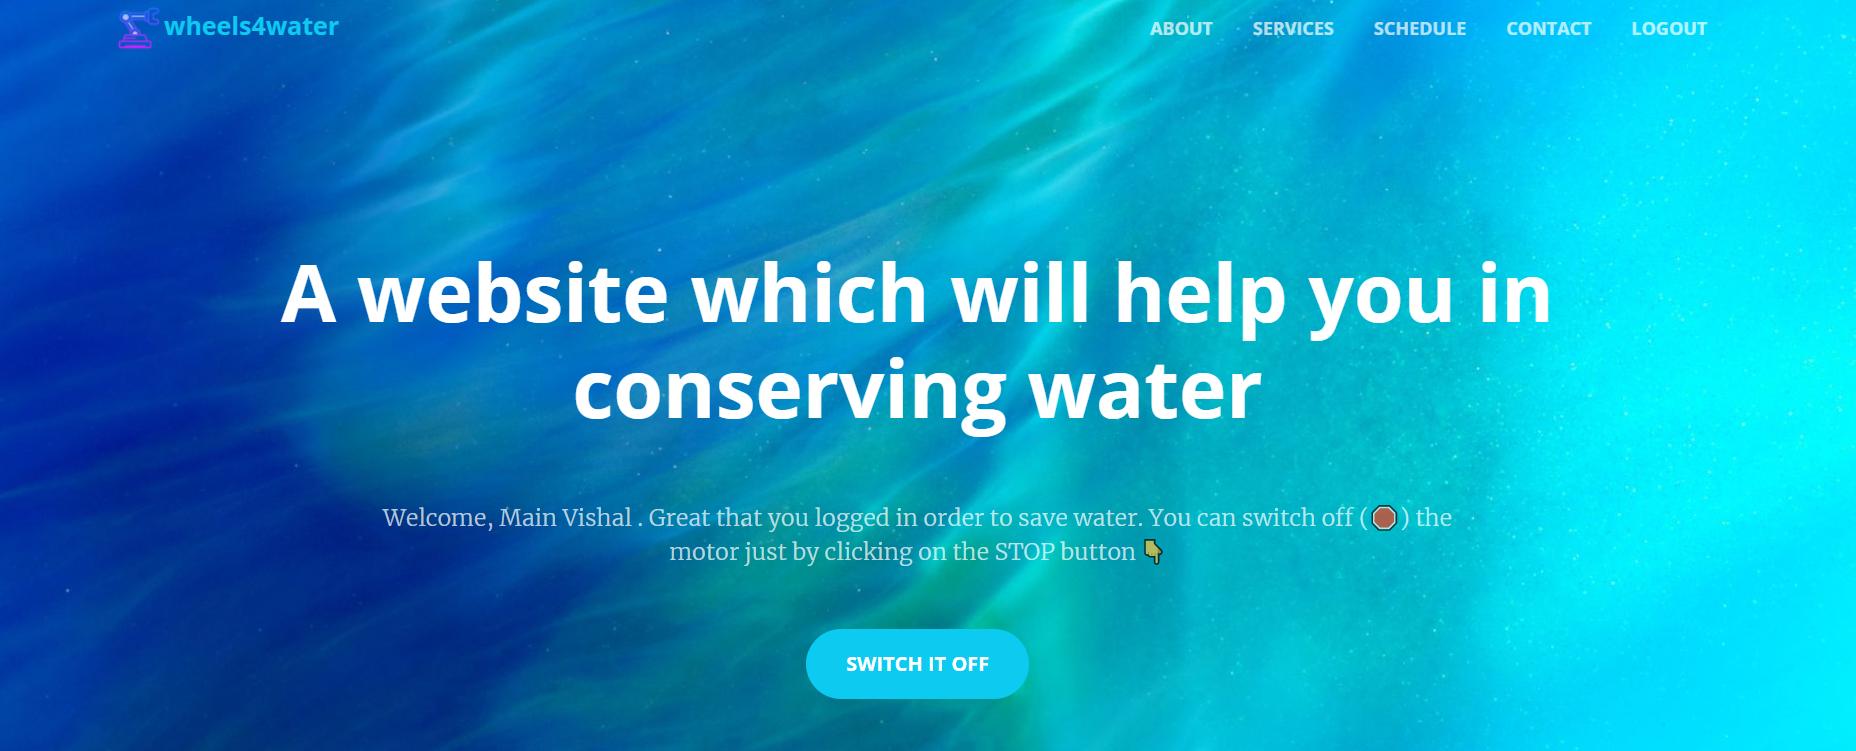 wheels4water
ABOUT SERVICES SCHEDULE CONTACT LOGOUT
A website which will help you in
conserving water
Welcome, Main Vishal . Great that you logged in order to save water. You can switch off (🛑) the
motor just by clicking on the STOP button 👇
SWITCH IT OFF